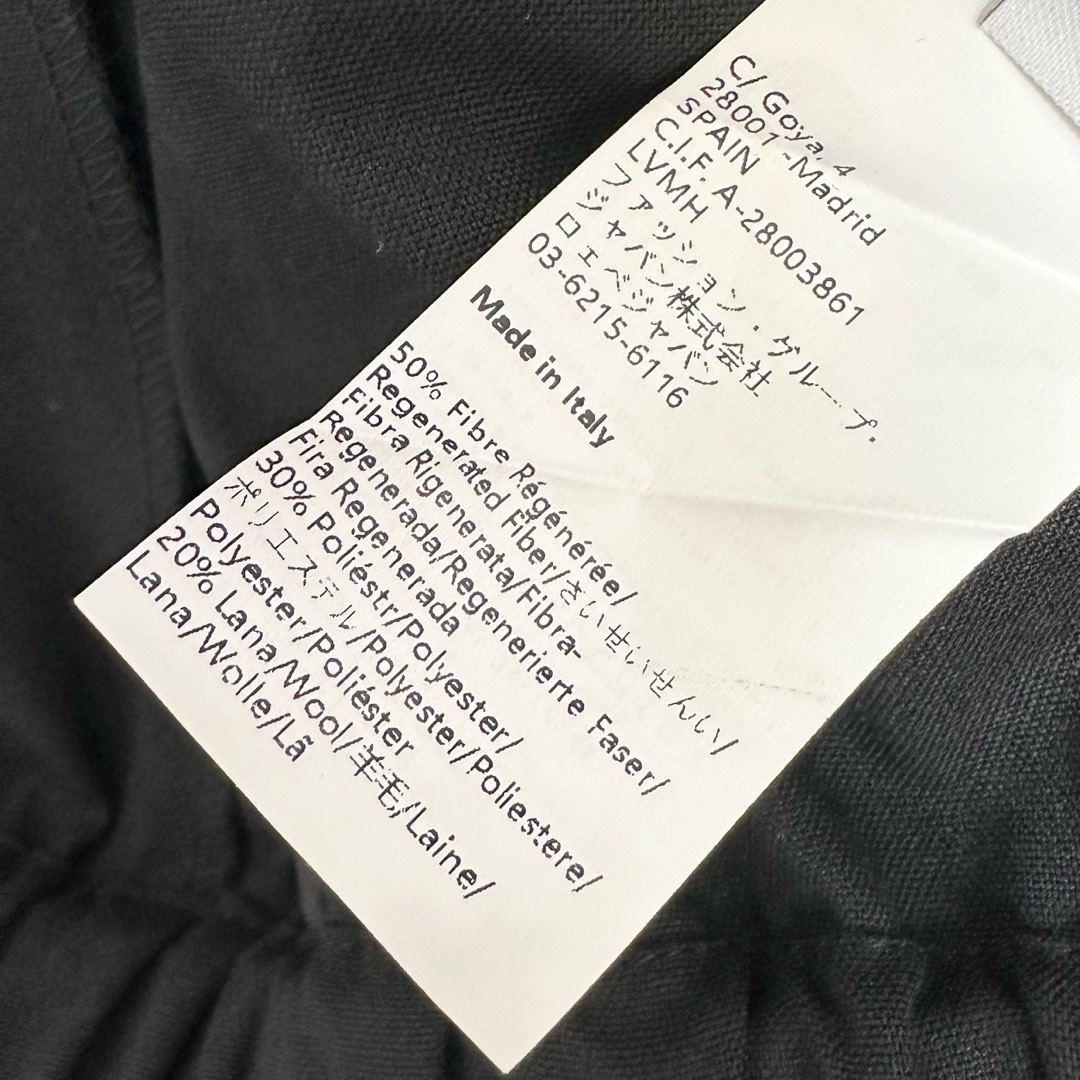 C/ Goya, 4
28001-Madrid
SPAIN
C.I.F. A-28003861
LVMH
ファッション・グループ・
ジャパン株式会社
ロエベジャパン
03-6215-6116
Made in Italy
50% Fibre Régénérée/
Regenerated Fiber/さいせいせんい/
Fibra Rigenerata/Fibra-
Regenerada/Regenerierte Faser/
Fira Regenerada
30% Poliéstr/Polyester/
ポリエステル/Polyester/Poliestere/
Polyester/Poliéster
20% Lana/Wool/羊毛/Laine/
Lana/Wolle/Lã